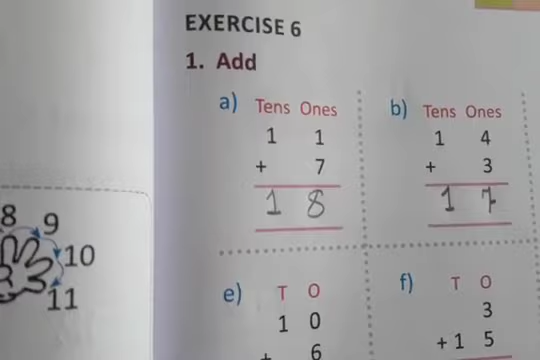 EXERCISE 6
1. Add
a) Tens Ones
1 1
+ 7
1 8
b) Tens Ones
1 4
+ 3
1 7
e) T O
1 0
+ 6
f) T O
3
+ 1 5
8 9
10
11